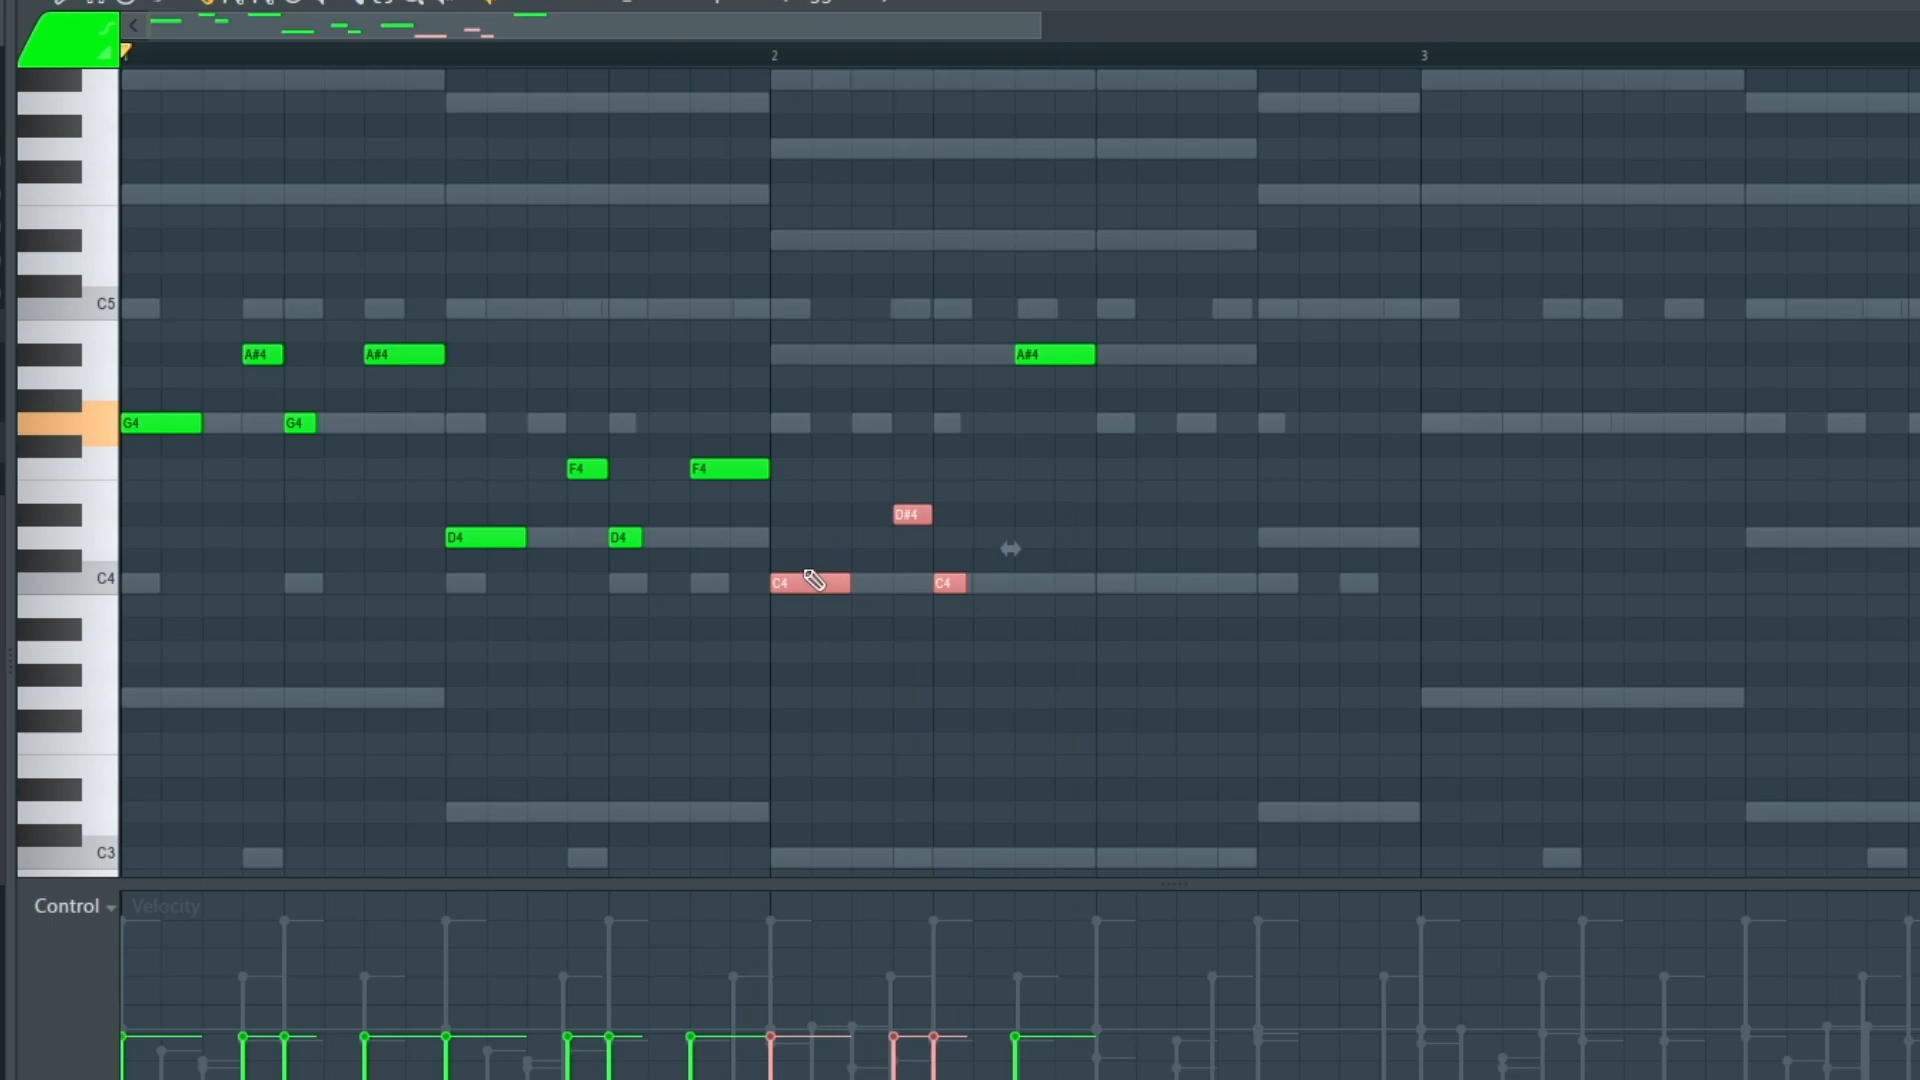 2 3
C5
A#4 A#4 A#4
G4 G4
F4 F4
D#4
D4 D4
C4 C4 C4
C3
Control Velocity